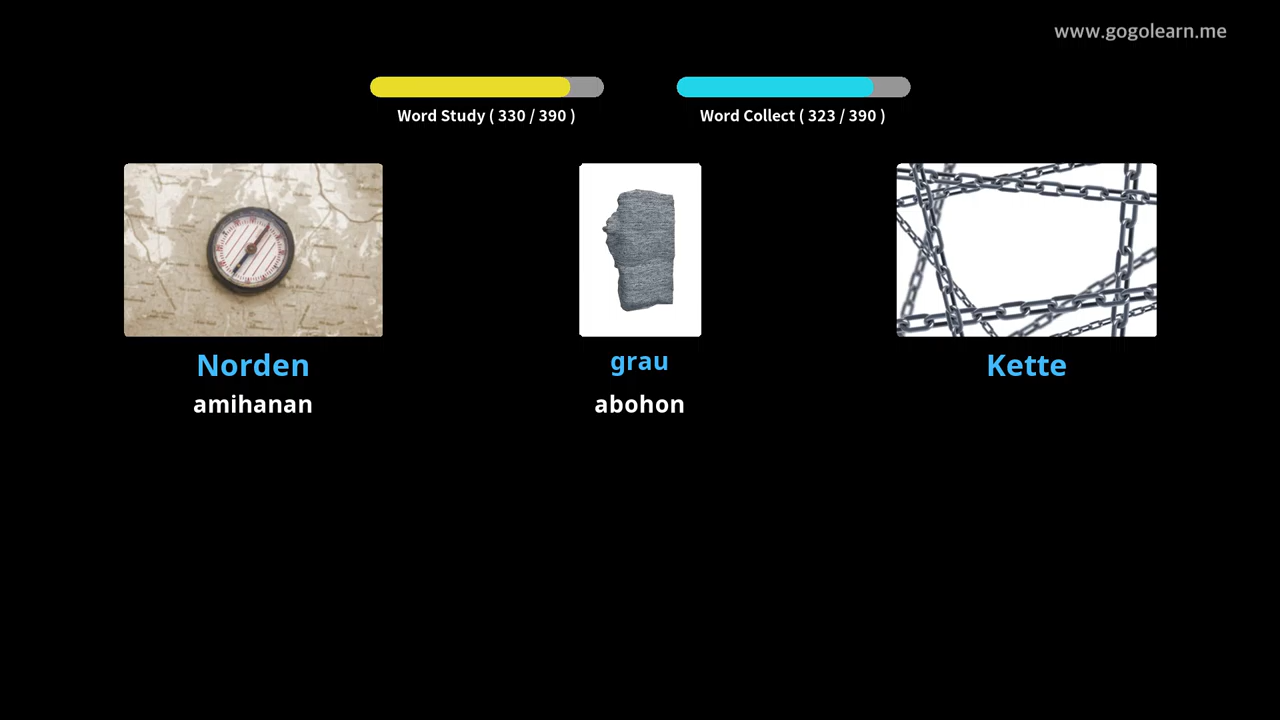 www.gogolearn.me
Word Study ( 330 / 390 )
Word Collect ( 323 / 390 )
Norden
grau
Kette
amihanan
abohon